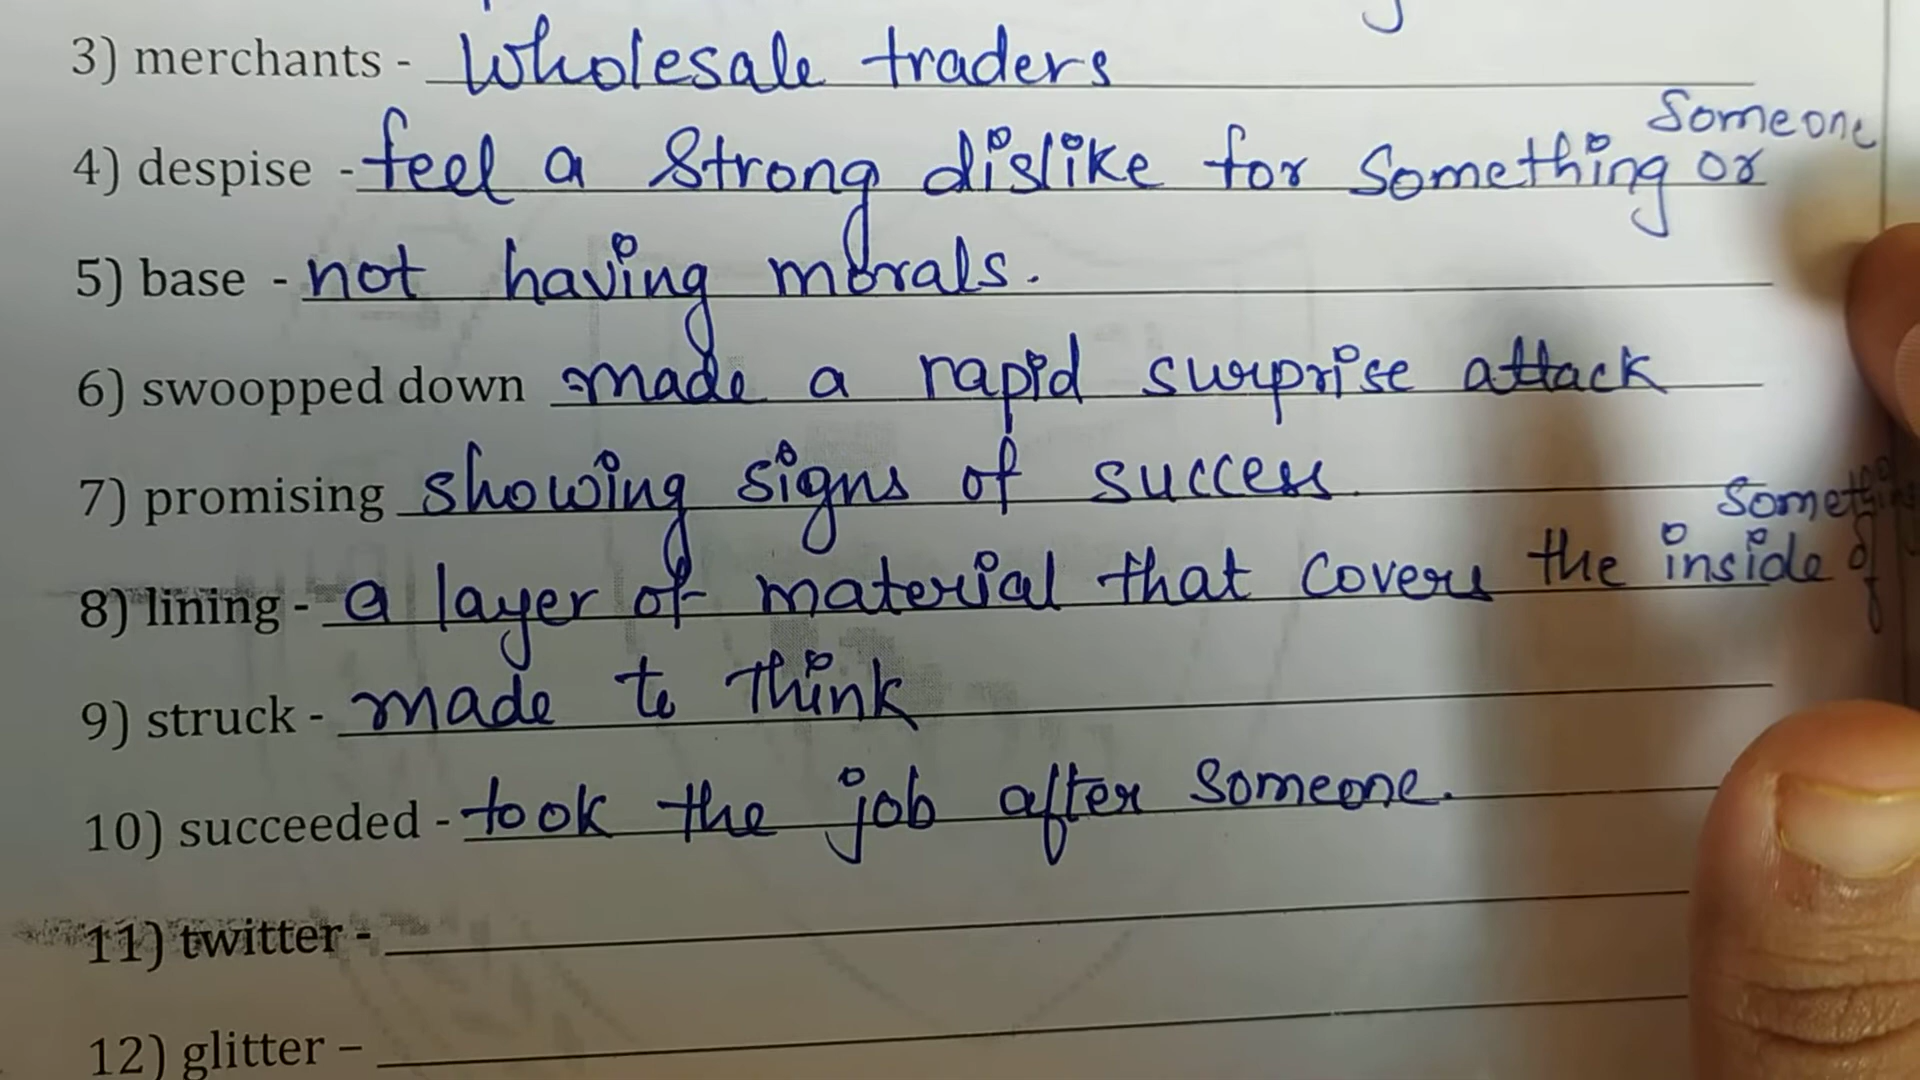 3) merchants - Wholesale traders
4) despise - feel a strong dislike for something or someone
5) base - not having morals.
6) swoopped down - made a rapid surprise attack
7) promising showing signs of success
8) lining - a layer of material that covers the inside of something
9) struck - made to think
10) succeeded - took the job after someone.
11) twitter -
12) glitter –